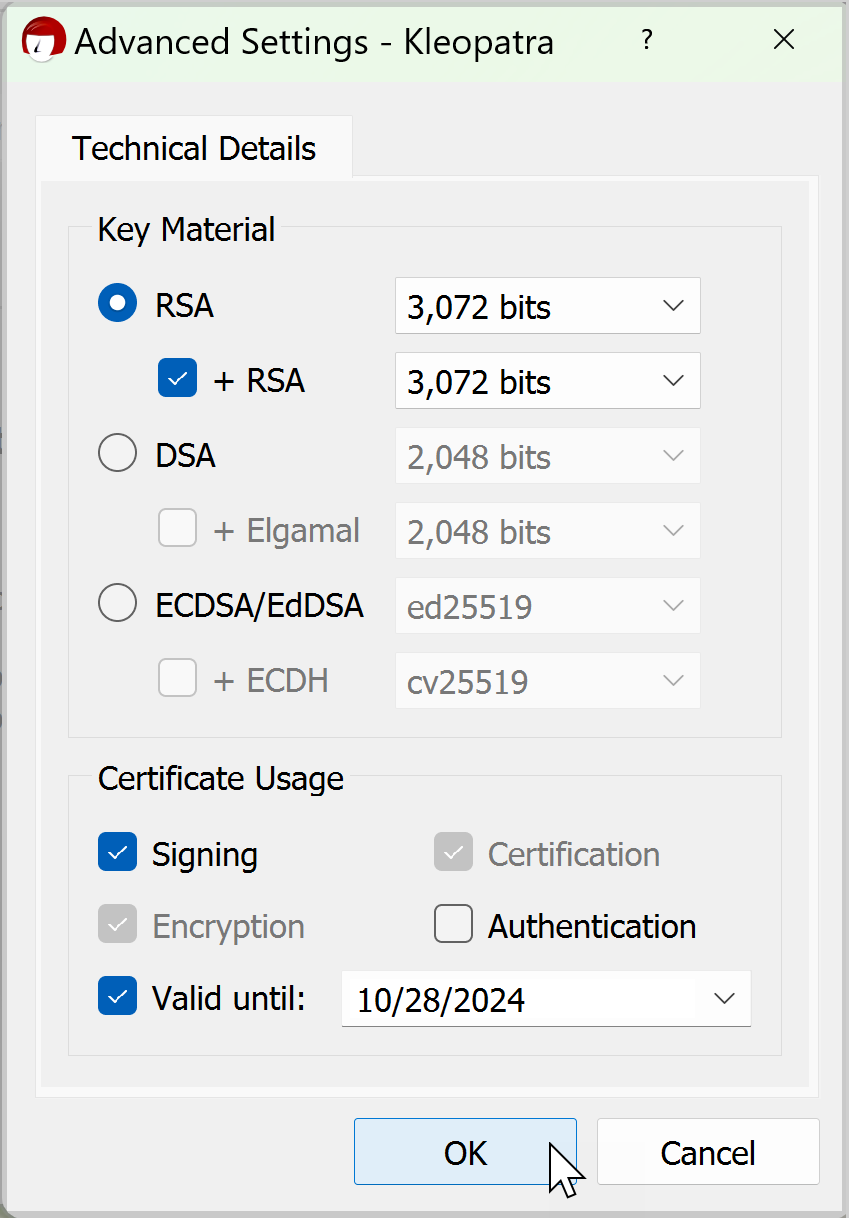 Advanced Settings - Kleopatra ?
Technical Details
Key Material
RSA 3,072 bits
+ RSA 3,072 bits
DSA 2,048 bits
+ Elgamal 2,048 bits
ECDSA/EdDSA ed25519
+ ECDH cv25519
Certificate Usage
Signing Certification
Encryption Authentication
Valid until: 10/28/2024
OK Cancel